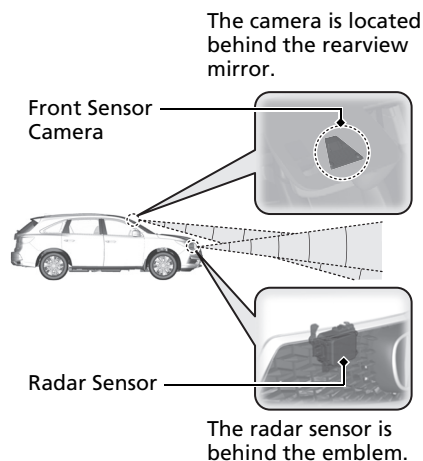 The camera is located
behind the rearview
mirror.
Front Sensor
Camera
Radar Sensor
The radar sensor is
behind the emblem.